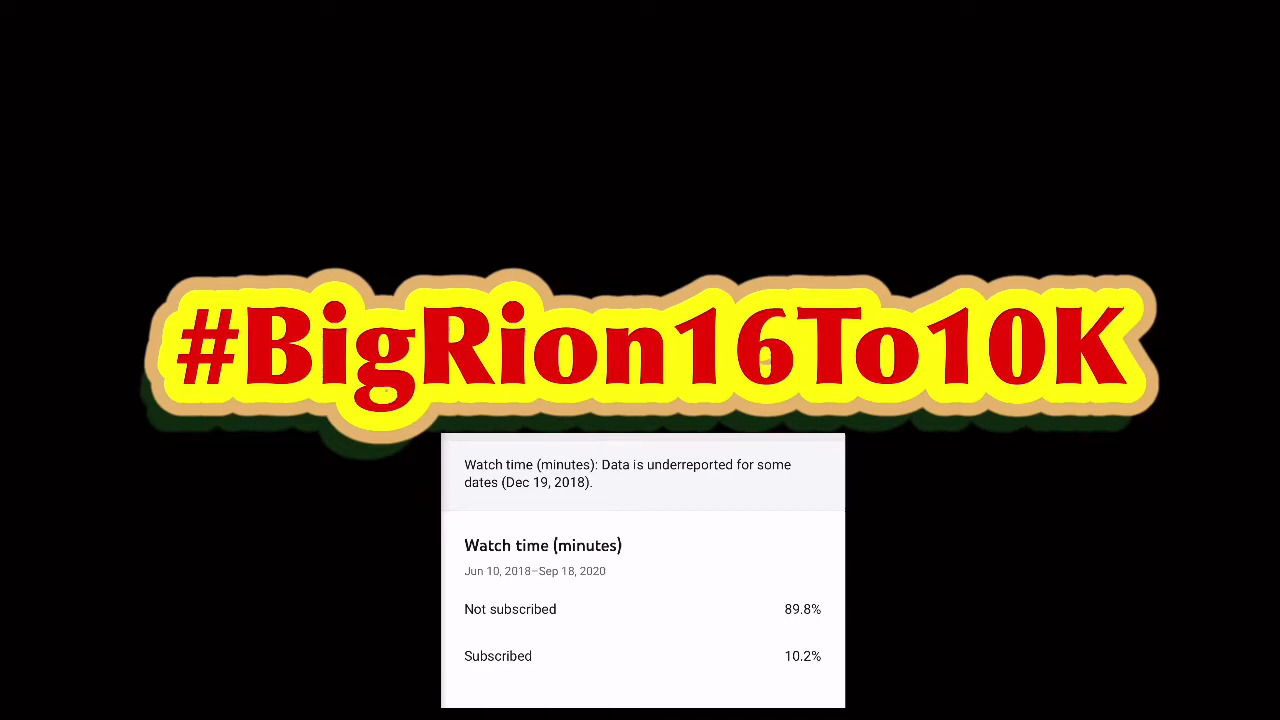 #BigRion16To10K
Watch time (minutes): Data is underreported for some
dates (Dec 19, 2018).
Watch time (minutes)
Jun 10, 2018–Sep 18, 2020
Not subscribed 89.8%
Subscribed 10.2%